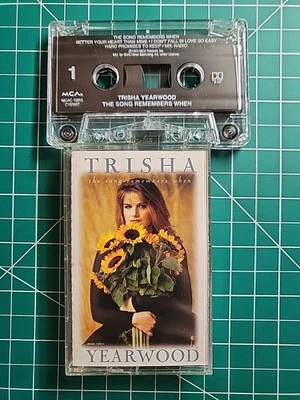 THE SONG REMEMBERS WHEN
BETTER YOUR HEART THAN MINE • I DON'T FALL IN LOVE SO EASY
HARD PROMISES TO KEEP • MR. RADIO
1
MCA
TRISHA YEARWOOD
THE SONG REMEMBERS WHEN
TRISHA
the song remembers when
YEARWOOD